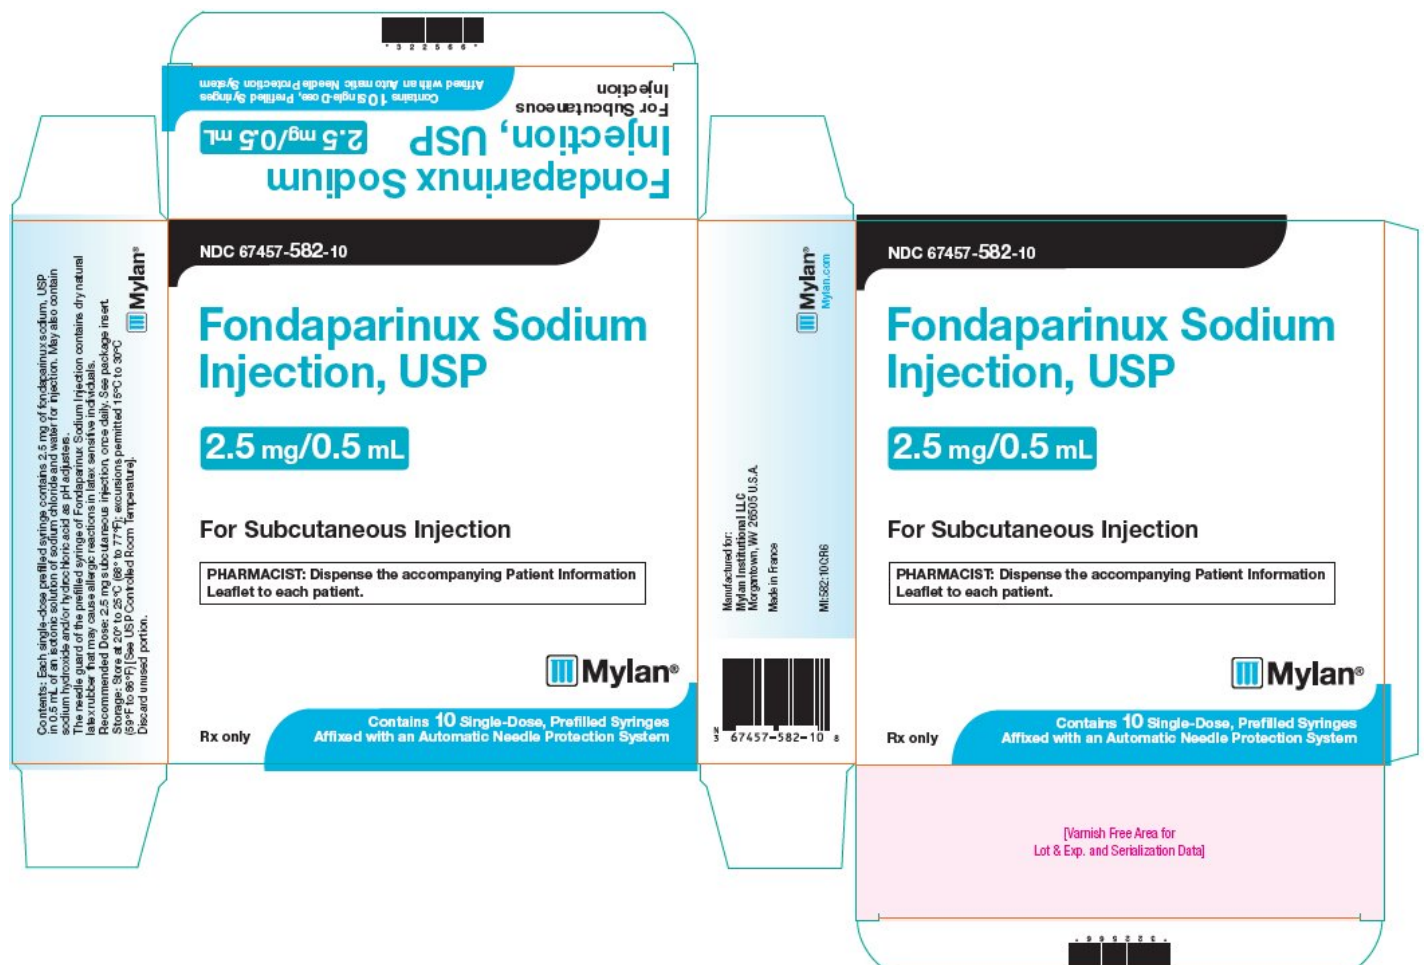 *322566*
Fondaparinux Sodium
Injection, USP
2.5 mg/0.5 mL
For Subcutaneous
Injection
Contains 10 Single-Dose, Prefilled Syringes
Affixed with an Automatic Needle Protection System
Contents: Each single-dose prefilled syringe contains 2.5 mg of fondaparinux sodium, USP
in 0.5 mL of an isotonic solution of sodium chloride and water for injection. May also contain
sodium hydroxide and/or hydrochloric acid as pH adjusters.
The needle guard of the prefilled syringe of Fondaparinux Sodium Injection contains dry natural
latex rubber that may cause allergic reactions in latex sensitive individuals.
Recommended Dose: 2.5 mg subcutaneous injection, once daily. See package insert.
Storage: Store at 20° to 25°C (68° to 77°F); excursions permitted 15°C to 30°C
(59°F to 86°F) [See USP Controlled Room Temperature].
Discard unused portion.
Mylan®
NDC 67457-582-10
Fondaparinux Sodium
Injection, USP
2.5 mg/0.5 mL
For Subcutaneous Injection
PHARMACIST: Dispense the accompanying Patient Information
Leaflet to each patient.
Mylan®
Rx only
Contains 10 Single-Dose, Prefilled Syringes
Affixed with an Automatic Needle Protection System
Mylan®
Mylan.com
Manufactured for:
Mylan Institutional LLC
Morgantown, WV 26505 U.S.A.
Made in France
MI:582:10C:R6
N
3 67457-582-10 8
NDC 67457-582-10
Fondaparinux Sodium
Injection, USP
2.5 mg/0.5 mL
For Subcutaneous Injection
PHARMACIST: Dispense the accompanying Patient Information
Leaflet to each patient.
Mylan®
Rx only
Contains 10 Single-Dose, Prefilled Syringes
Affixed with an Automatic Needle Protection System
[Varnish Free Area for
Lot & Exp. and Serialization Data]
*322566*